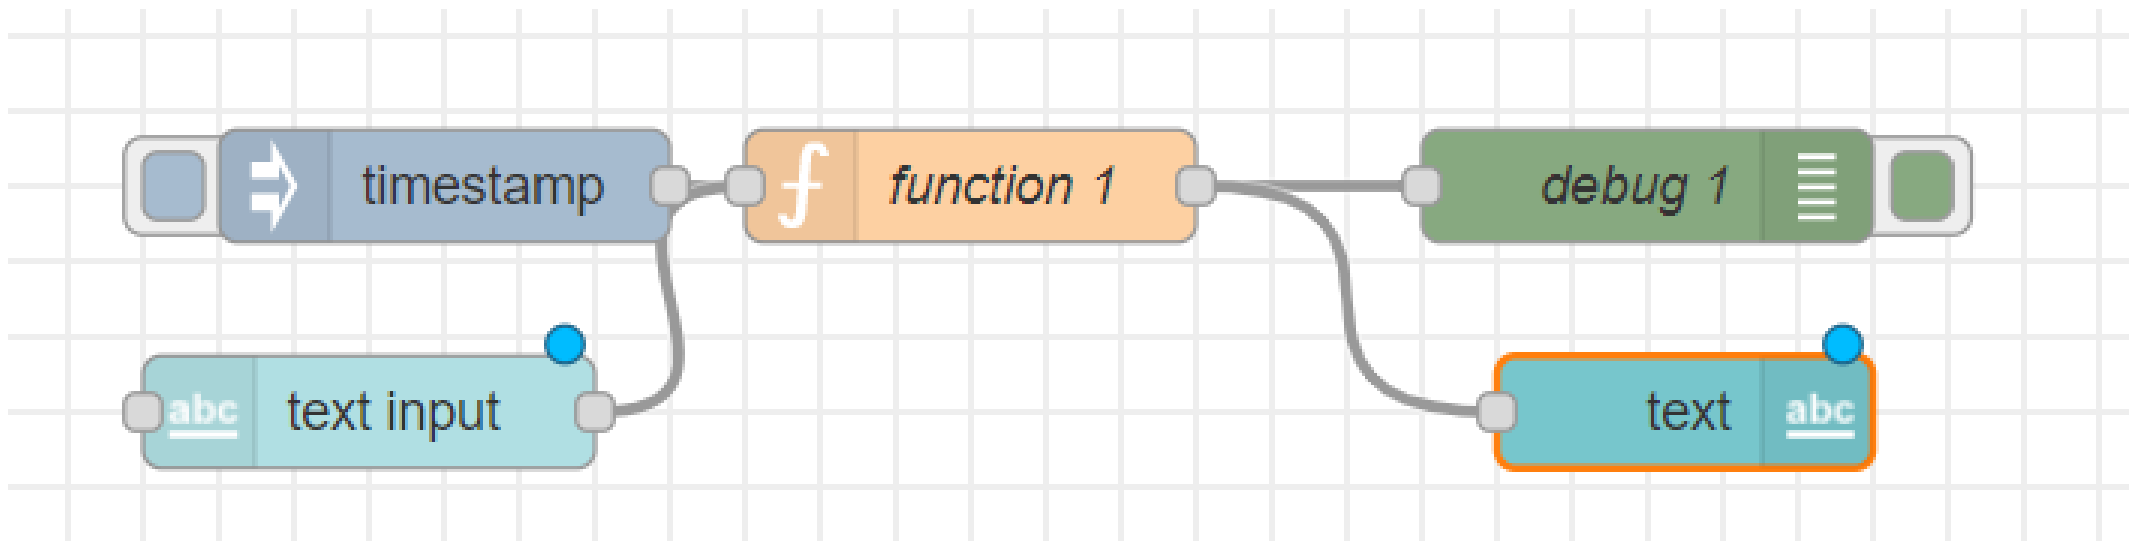 timestamp
function 1
debug 1
abc
text input
text
abc